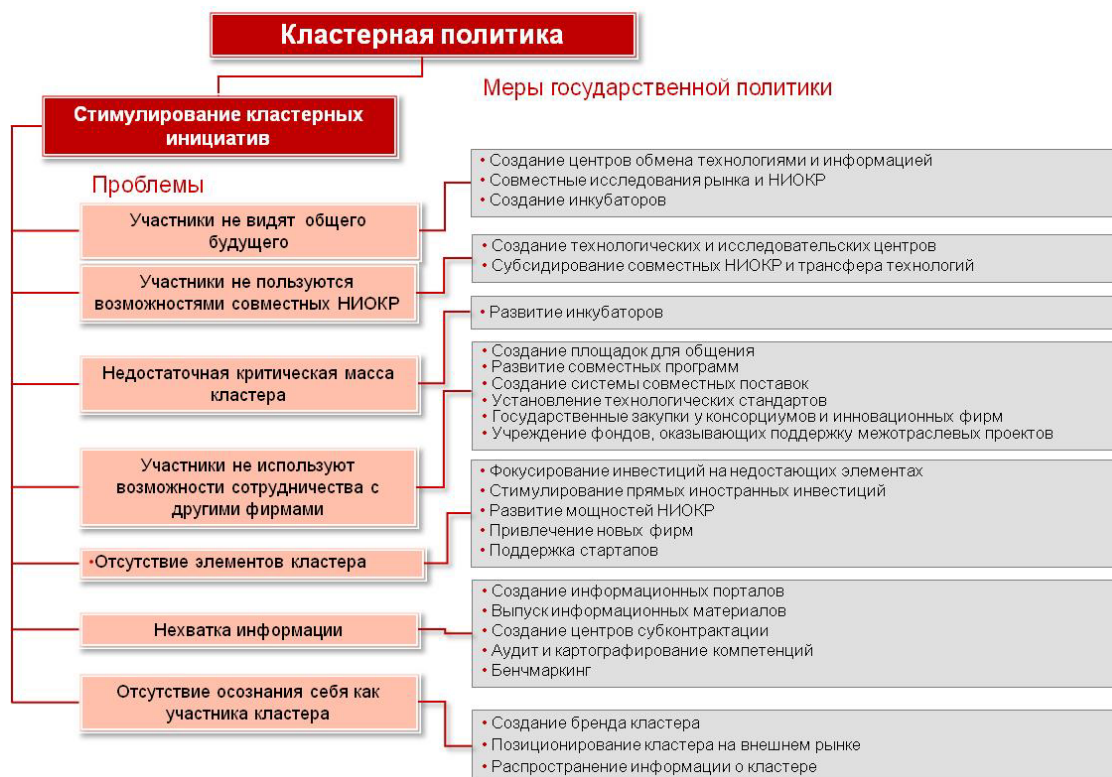 Кластерная политика
Стимулирование кластерных
инициатив
Меры государственной политики
Проблемы
Участники не видят общего
будущего
• Создание центров обмена технологиями и информацией
• Совместные исследования рынка и НИОКР
• Создание инкубаторов
Участники не пользуются
возможностями совместных НИОКР
• Создание технологических и исследовательских центров
• Субсидирование совместных НИОКР и трансфера технологий
Недостаточная критическая масса
кластера
• Развитие инкубаторов
Участники не используют
возможности сотрудничества с
другими фирмами
• Создание площадок для общения
• Развитие совместных программ
• Создание системы совместных поставок
• Установление технологических стандартов
• Государственные закупки у консорциумов и инновационных фирм
• Учреждение фондов, оказывающих поддержку межотраслевых проектов
•Отсутствие элементов кластера
• Фокусирование инвестиций на недостающих элементах
• Стимулирование прямых иностранных инвестиций
• Развитие мощностей НИОКР
• Привлечение новых фирм
• Поддержка стартапов
Нехватка информации
• Создание информационных порталов
• Выпуск информационных материалов
• Создание центров субконтрактации
• Аудит и картографирование компетенций
• Бенчмаркинг
Отсутствие осознания себя как
участника кластера
• Создание бренда кластера
• Позиционирование кластера на внешнем рынке
• Распространение информации о кластере